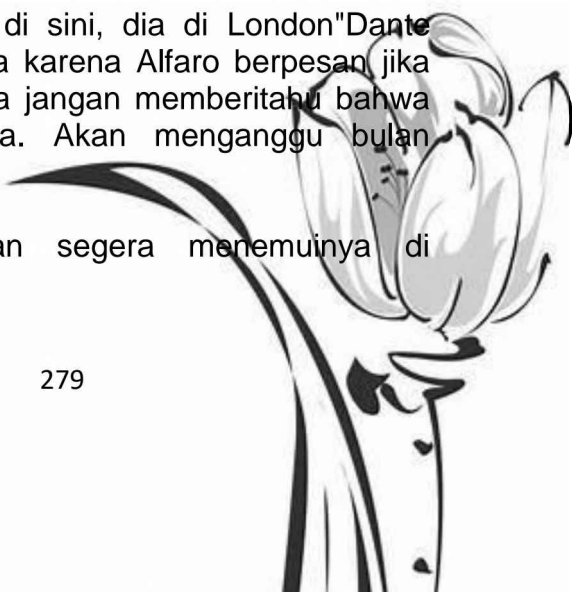 di sini, dia di London"Dante
a karena Alfaro berpesan jika
a jangan memberitahu bahwa
a. Akan menganggu bulan
an segera menemuinya di
279